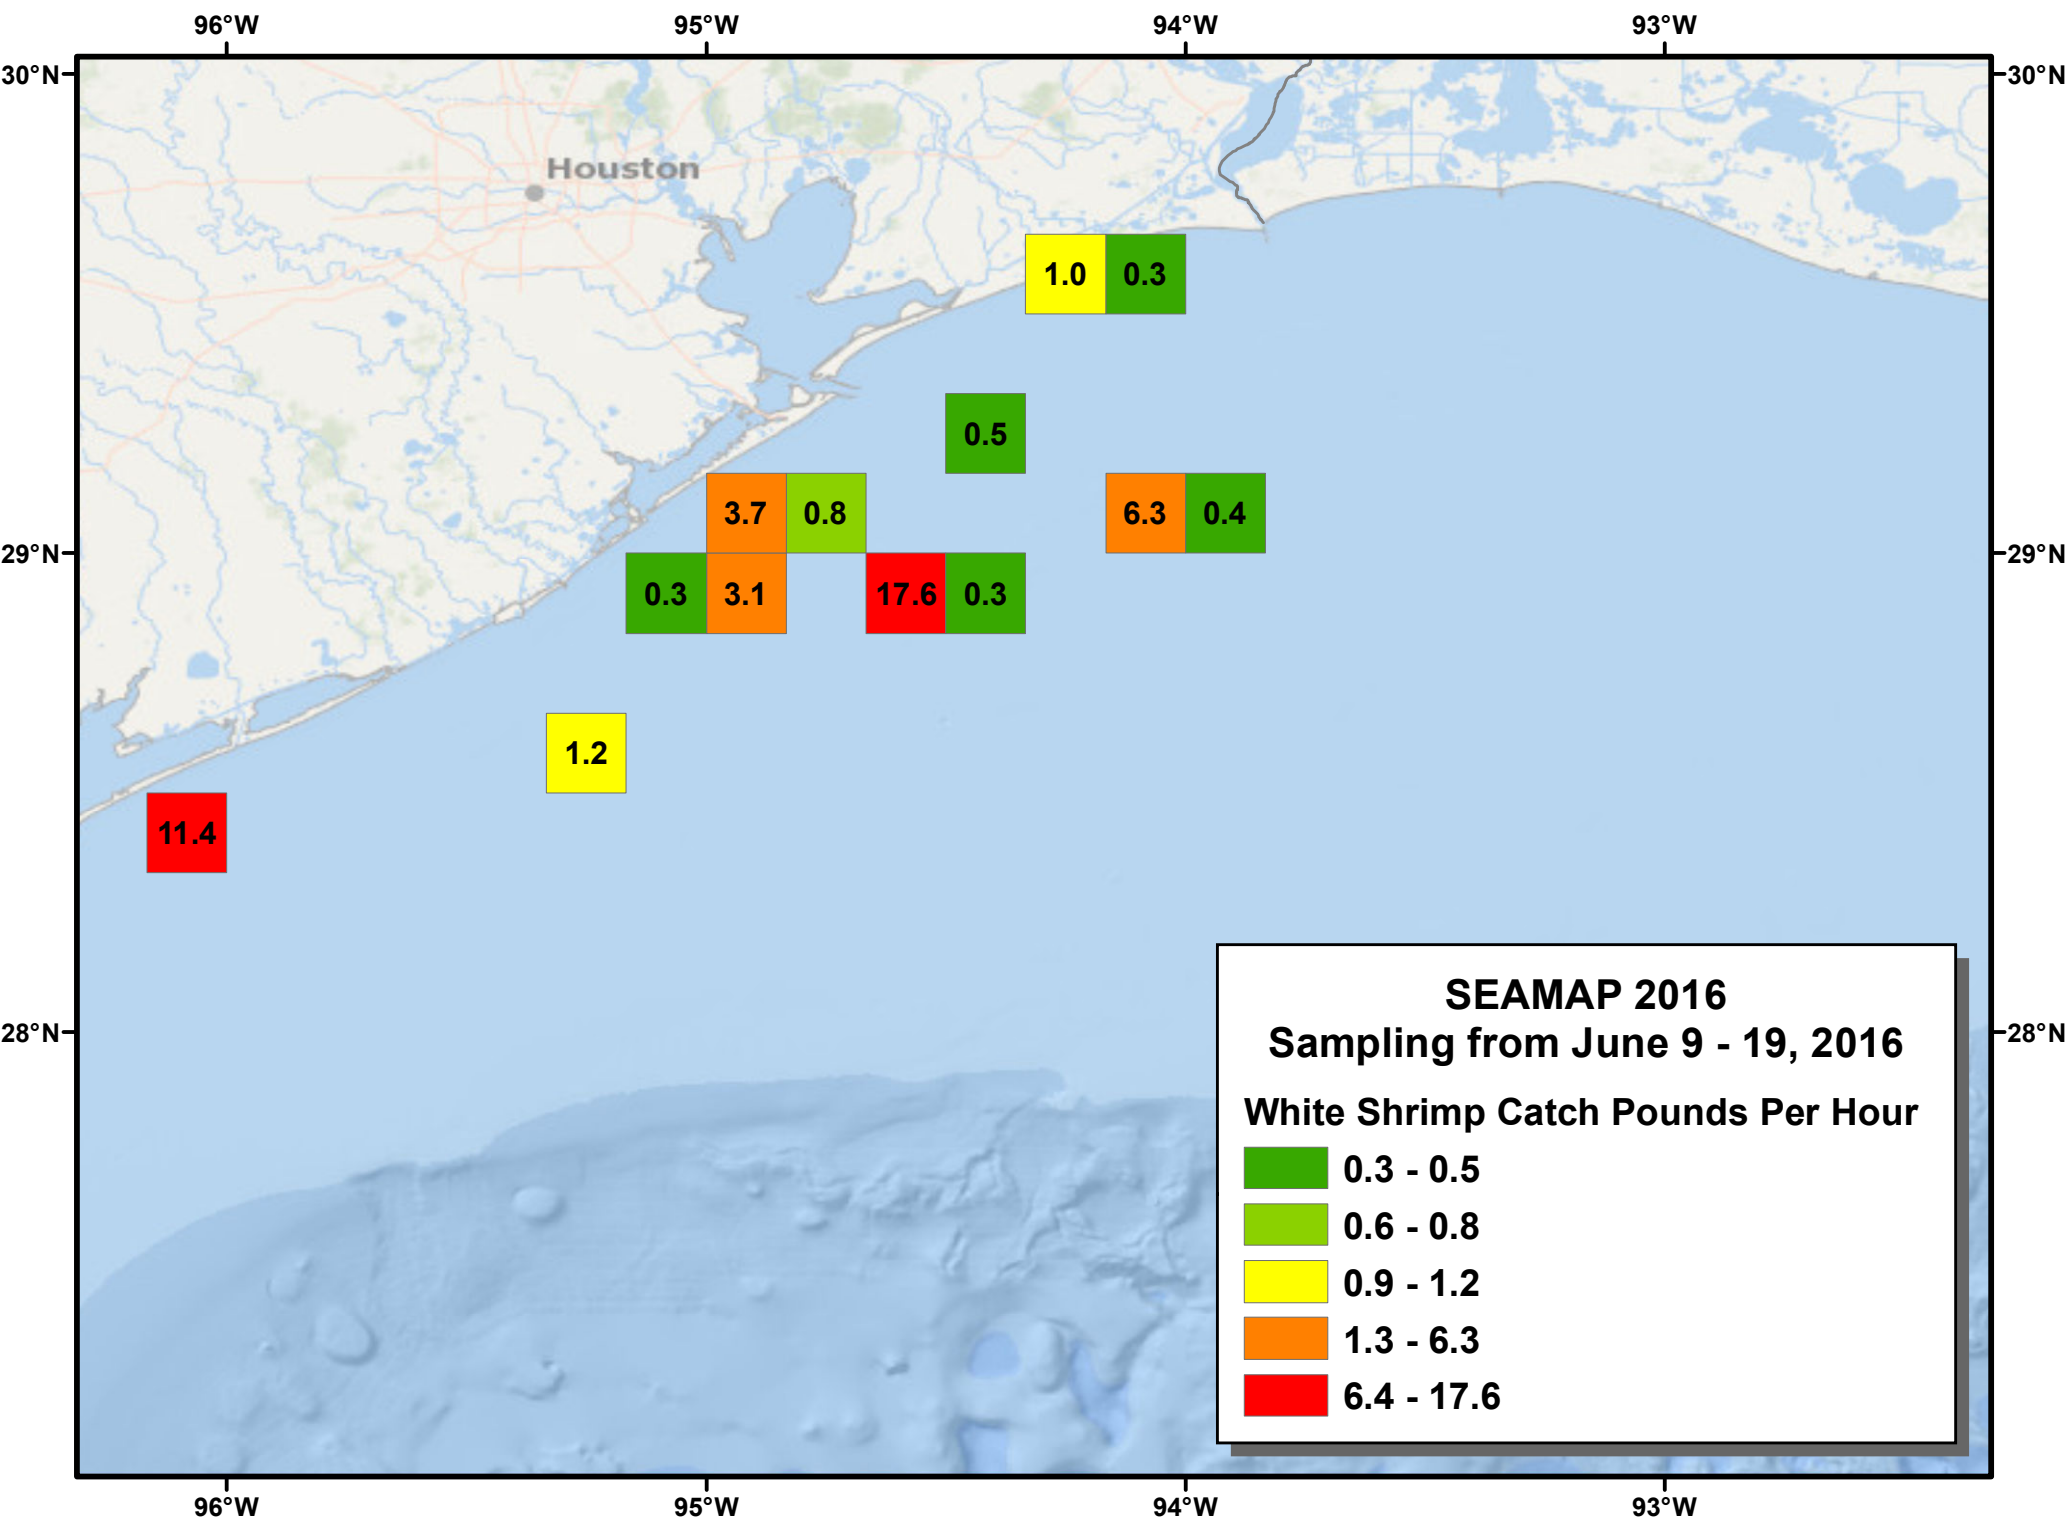 96°W 95°W 94°W 93°W
30°N 30°N
Houston
1.0 0.3
0.5
3.7 0.8 6.3 0.4
29°N 29°N
0.3 3.1 17.6 0.3
1.2
11.4
28°N 28°N
SEAMAP 2016
Sampling from June 9 - 19, 2016
White Shrimp Catch Pounds Per Hour
0.3 - 0.5
0.6 - 0.8
0.9 - 1.2
1.3 - 6.3
6.4 - 17.6
96°W 95°W 94°W 93°W